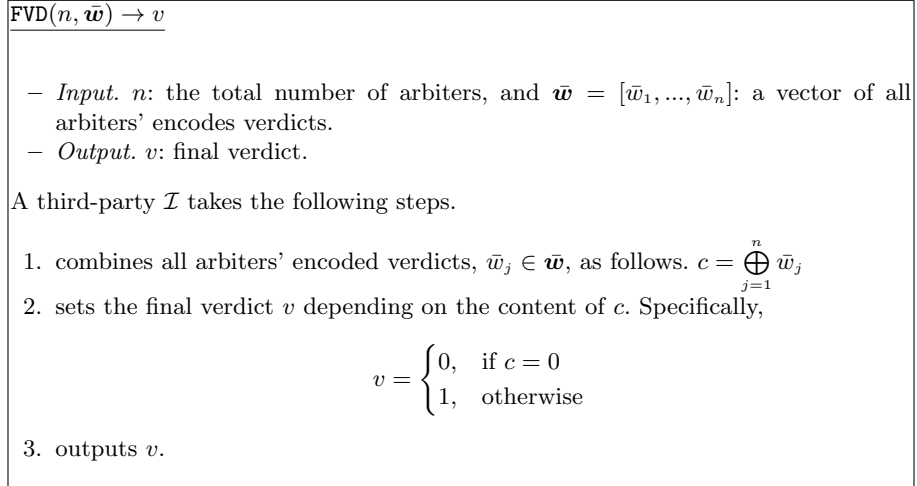 FVD(n, w̄) → v
– Input. n: the total number of arbiters, and w̄ = [w̄₁, ..., w̄ₙ]: a vector of all
arbiters' encodes verdicts.
– Output. v: final verdict.
A third-party ℐ takes the following steps.
1. combines all arbiters' encoded verdicts, w̄ⱼ ∈ w̄, as follows. c = ⊕ⁿⱼ₌₁ w̄ⱼ
2. sets the final verdict v depending on the content of c. Specifically,
v = { 0, if c = 0
1, otherwise
3. outputs v.